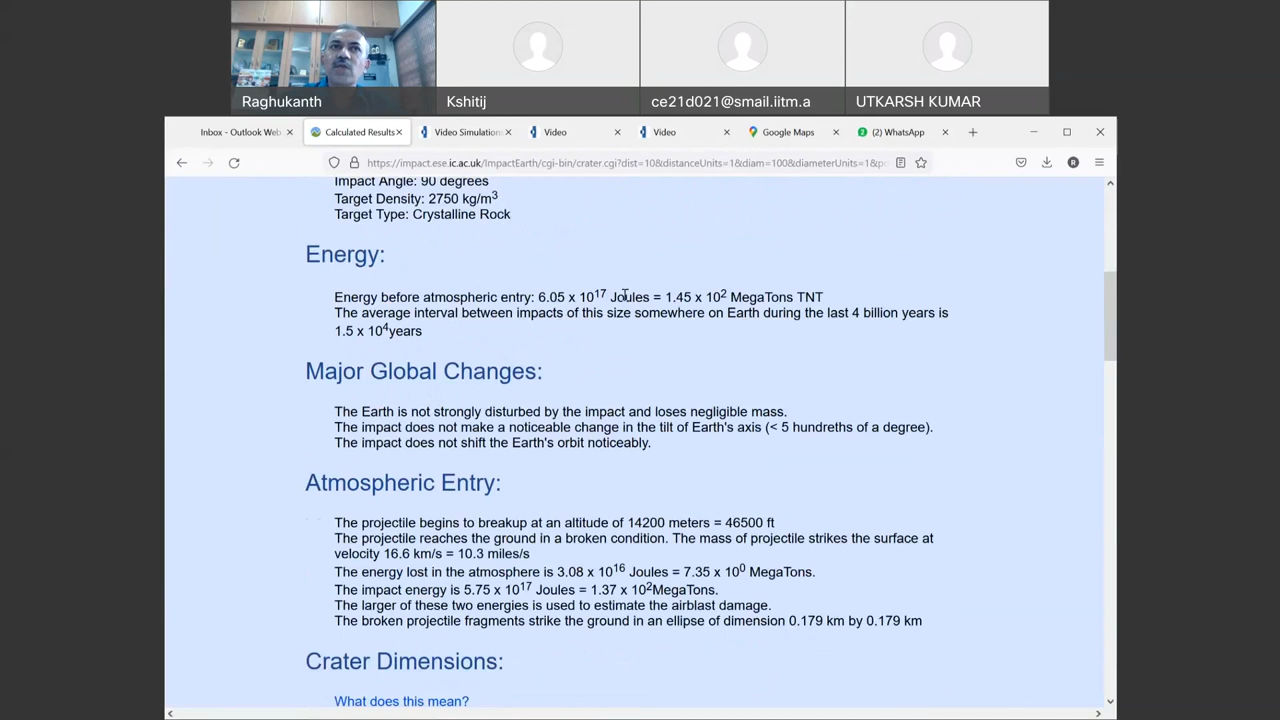 Raghukanth
Kshitij
ce21d021@smail.iitm.a
UTKARSH KUMAR
Inbox - Outlook Web
Calculated Results
Video Simulations
Video
Video
Google Maps
(2) WhatsApp
https://impact.ese.ic.ac.uk/ImpactEarth/cgi-bin/crater.cgi?dist=10&distanceUnits=1&diam=100&diameterUnits=1&p
Impact Angle: 90 degrees
Target Density: 2750 kg/m³
Target Type: Crystalline Rock
Energy:
Energy before atmospheric entry: 6.05 x 10¹⁷ Joules = 1.45 x 10² MegaTons TNT
The average interval between impacts of this size somewhere on Earth during the last 4 billion years is
1.5 x 10⁴years
Major Global Changes:
The Earth is not strongly disturbed by the impact and loses negligible mass.
The impact does not make a noticeable change in the tilt of Earth's axis (< 5 hundreths of a degree).
The impact does not shift the Earth's orbit noticeably.
Atmospheric Entry:
The projectile begins to breakup at an altitude of 14200 meters = 46500 ft
The projectile reaches the ground in a broken condition. The mass of projectile strikes the surface at
velocity 16.6 km/s = 10.3 miles/s
The energy lost in the atmosphere is 3.08 x 10¹⁶ Joules = 7.35 x 10⁰ MegaTons.
The impact energy is 5.75 x 10¹⁷ Joules = 1.37 x 10²MegaTons.
The larger of these two energies is used to estimate the airblast damage.
The broken projectile fragments strike the ground in an ellipse of dimension 0.179 km by 0.179 km
Crater Dimensions:
What does this mean?